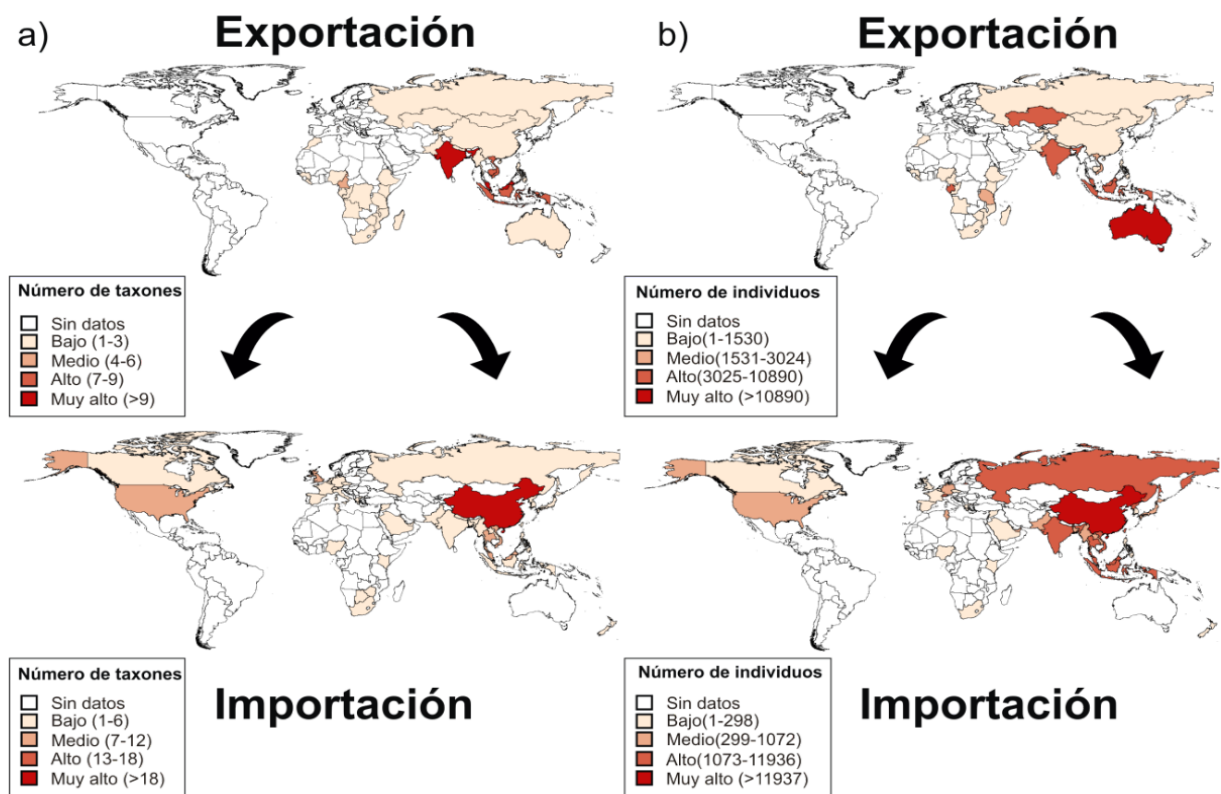 a)
Exportación
Número de taxones
Sin datos
Bajo (1-3)
Medio (4-6)
Alto (7-9)
Muy alto (>9)
Número de taxones
Sin datos
Bajo (1-6)
Medio (7-12)
Alto (13-18)
Muy alto (>18)
Importación
b)
Exportación
Número de individuos
Sin datos
Bajo(1-1530)
Medio(1531-3024)
Alto(3025-10890)
Muy alto (>10890)
Número de individuos
Sin datos
Bajo(1-298)
Medio(299-1072)
Alto(1073-11936)
Muy alto (>11937)
Importación